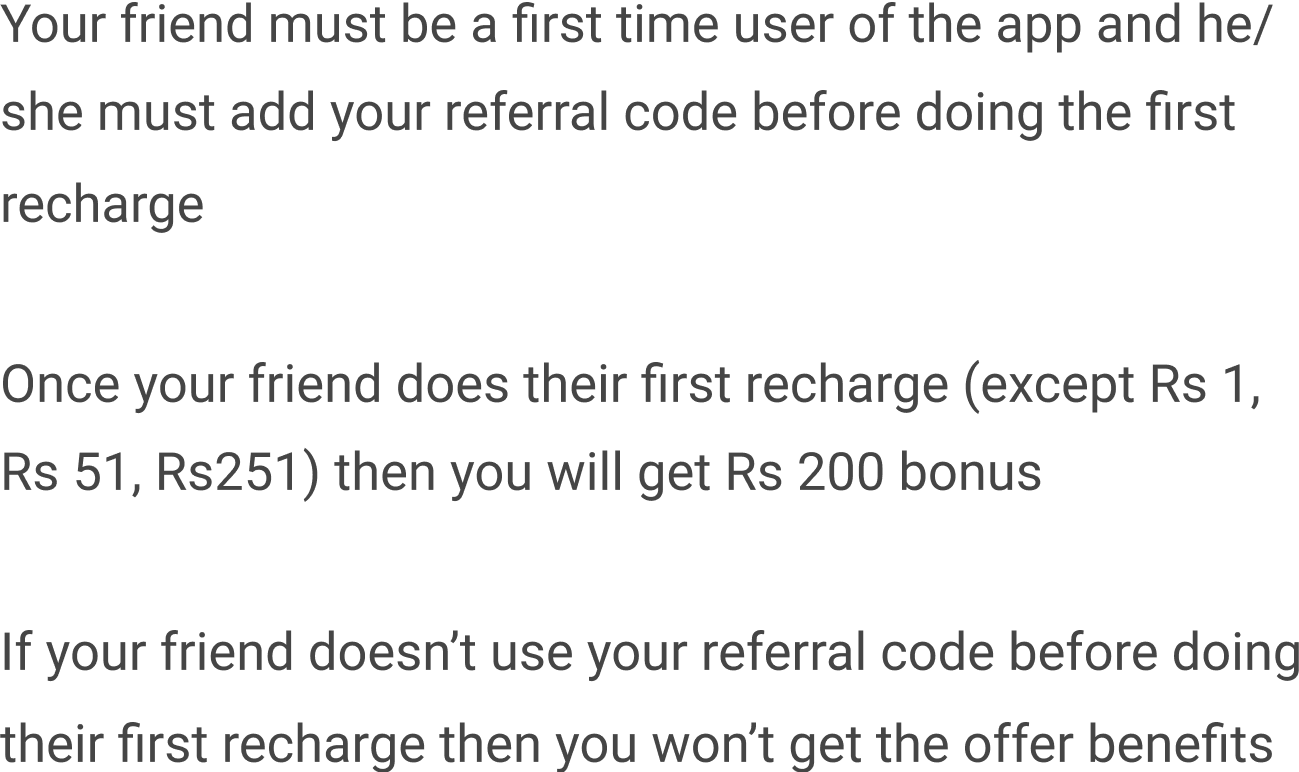 Your friend must be a first time user of the app and he/
she must add your referral code before doing the first
recharge
Once your friend does their first recharge (except Rs 1,
Rs 51, Rs251) then you will get Rs 200 bonus
If your friend doesn’t use your referral code before doing
their first recharge then you won’t get the offer benefits